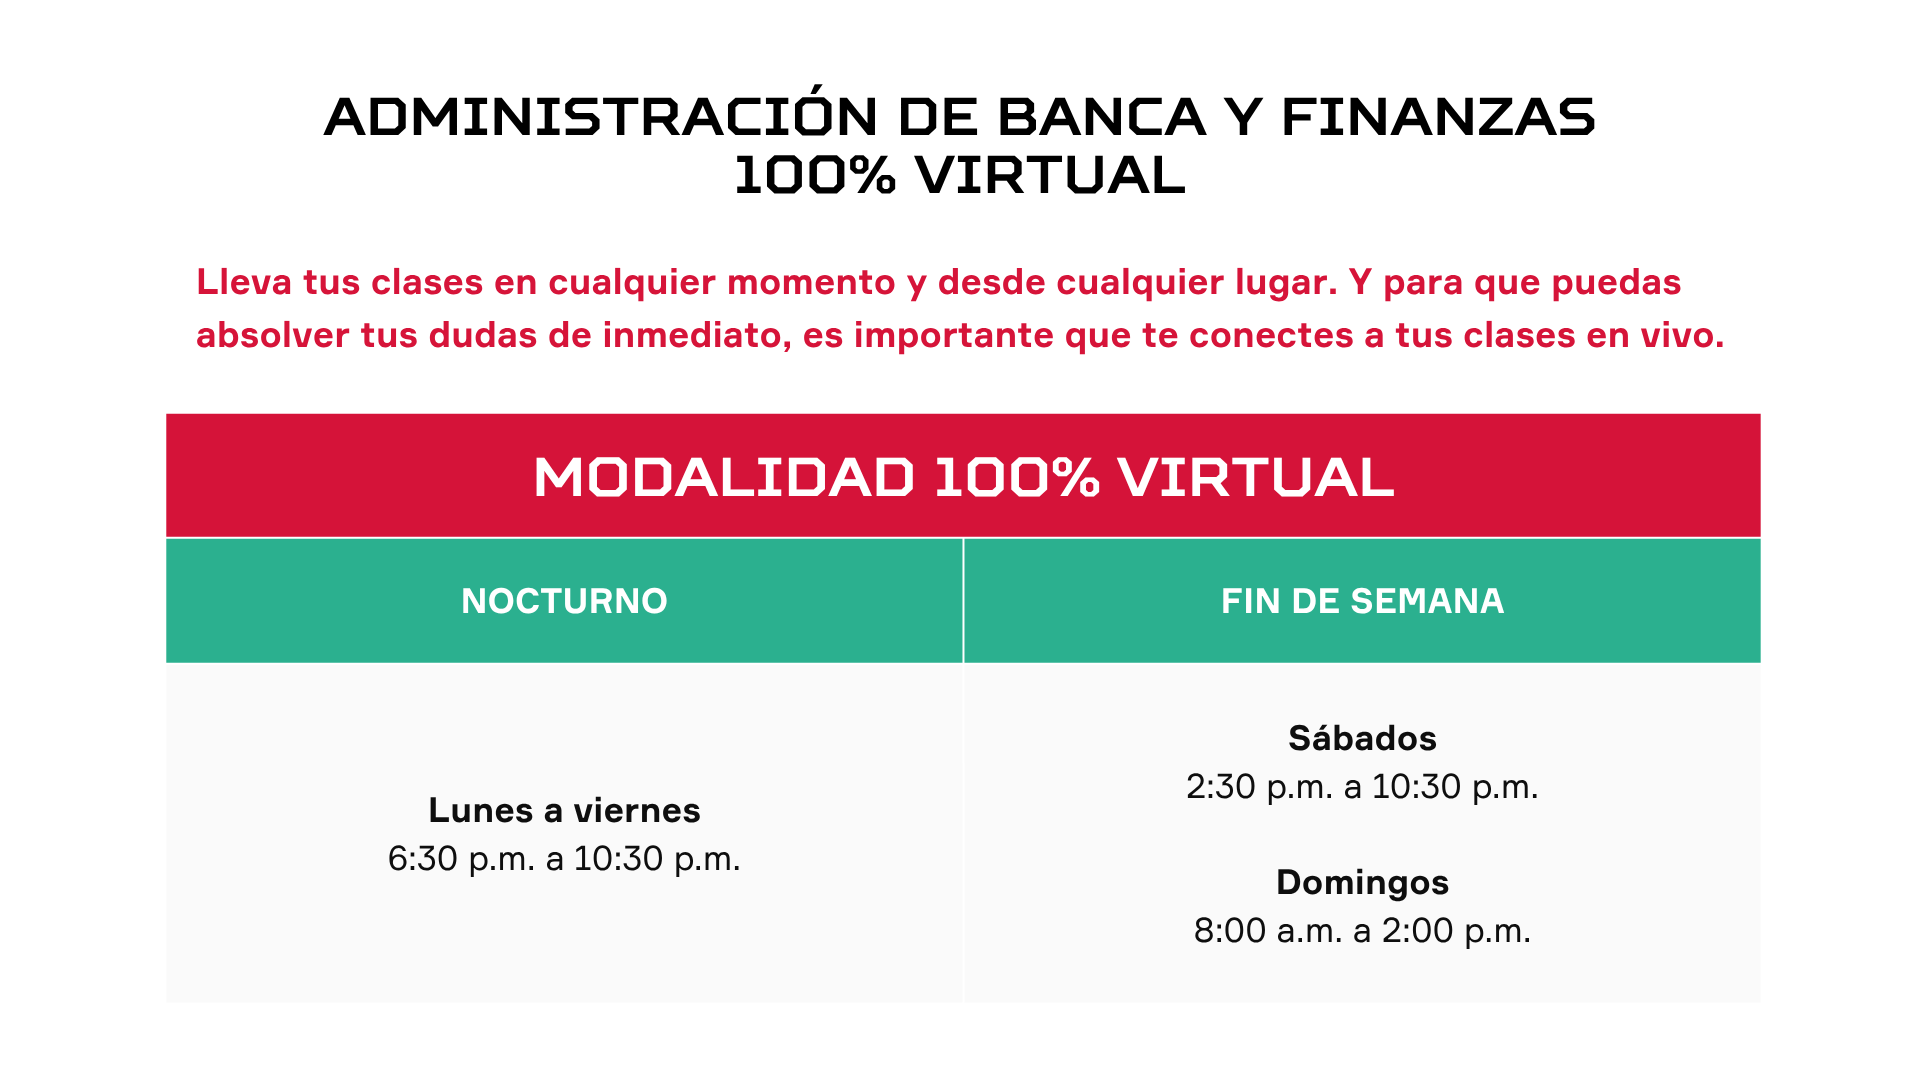 ADMINISTRACIÓN DE BANCA Y FINANZAS
100% VIRTUAL
Lleva tus clases en cualquier momento y desde cualquier lugar. Y para que puedas
absolver tus dudas de inmediato, es importante que te conectes a tus clases en vivo.
MODALIDAD 100% VIRTUAL
NOCTURNO
FIN DE SEMANA
Lunes a viernes
6:30 p.m. a 10:30 p.m.
Sábados
2:30 p.m. a 10:30 p.m.
Domingos
8:00 a.m. a 2:00 p.m.